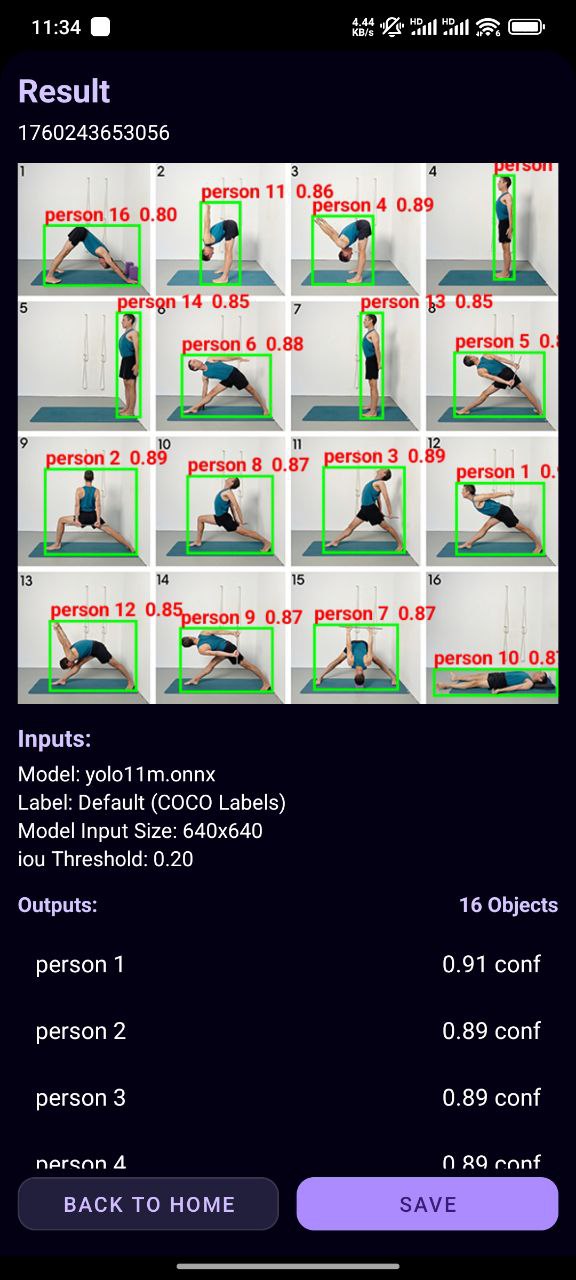 11:34
4.44
KB/s
HD
HD
6
Result
1760243653056
1
2
3
4
person
person 11 0.86
person 4 0.89
person 16 0.80
5
6
7
8
person 14 0.85
person 13 0.85
person 6 0.88
person 5 0.8
9
10
11
12
person 2 0.89
person 8 0.87
person 3 0.89
person 1 0.9
13
14
15
16
person 12 0.85
person 9 0.87
person 7 0.87
person 10 0.87
Inputs:
Model: yolo11m.onnx
Label: Default (COCO Labels)
Model Input Size: 640x640
iou Threshold: 0.20
Outputs: 16 Objects
person 1 0.91 conf
person 2 0.89 conf
person 3 0.89 conf
person 4 0.89 conf
BACK TO HOME SAVE